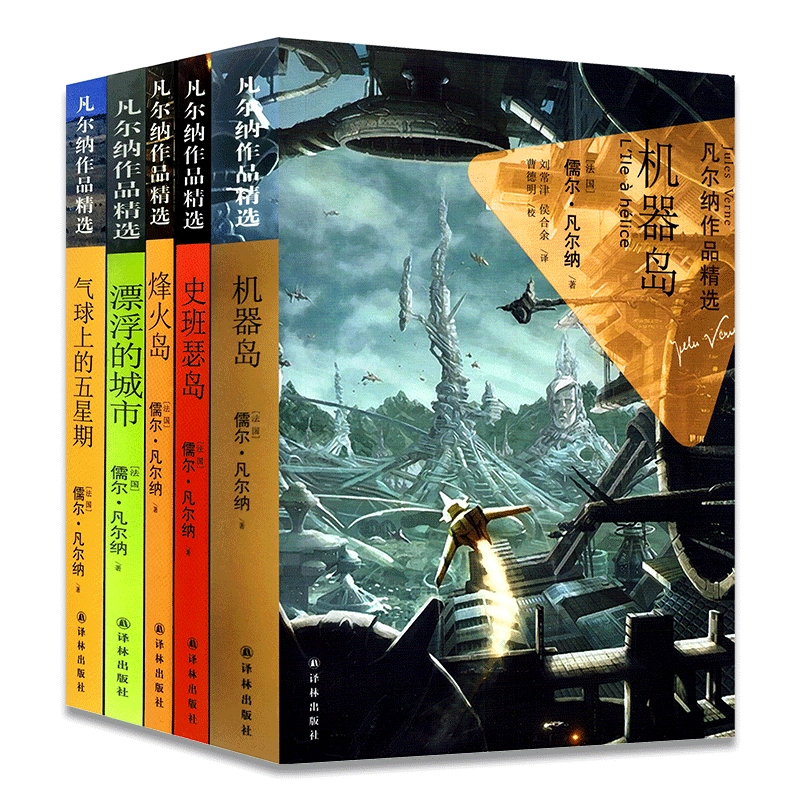 凡尔纳作品精选
气球上的五星期
[法国]
儒尔·凡尔纳/著
译林出版社
凡尔纳作品精选
漂浮的城市
[法国]
儒尔·凡尔纳/著
译林出版社
凡尔纳作品精选
烽火岛
[法国]
儒尔·凡尔纳/著
译林出版社
凡尔纳作品精选
史班瑟岛
[法国]
儒尔·凡尔纳/著
译林出版社
凡尔纳作品精选
机器岛
[法国]
儒尔·凡尔纳/著
译林出版社
Jules Verne
凡尔纳作品精选
机器岛
L'île à hélice
[法国]
儒尔·凡尔纳/著
刘常津 侯合余/译
曹德明/校
译林出版社